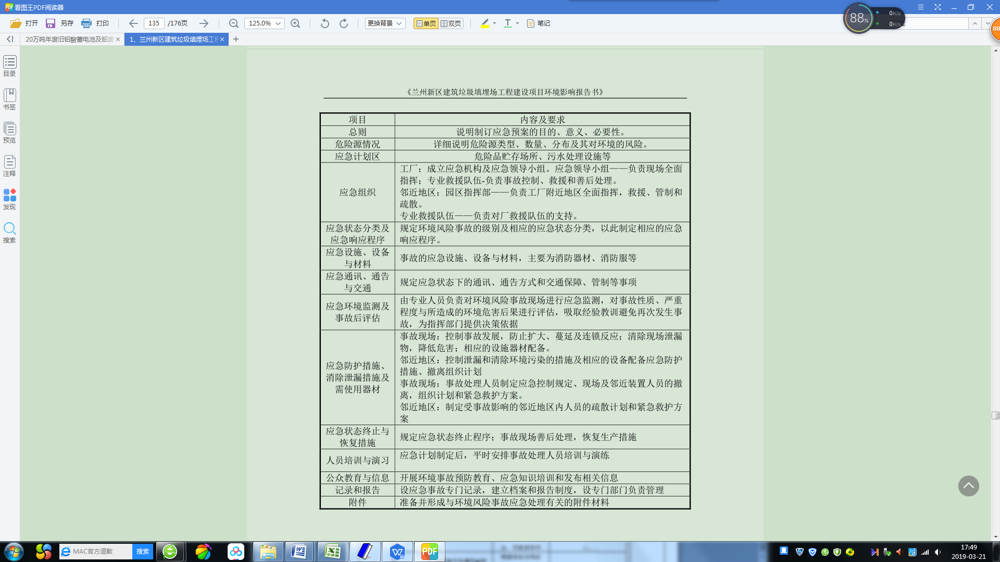 看图王PDF阅读器
打开 另存 打印 135 /176页 125.0% 更换背景 单页 双页 笔记
88% 0K/s
0K/s
88
20万吨年废旧铅酸蓄电池及铅废 1、兰州新区建筑垃圾填埋场工
目录
书签
预览
注释
发现
搜索
《兰州新区建筑垃圾填埋场工程建设项目环境影响报告书》
项目 内容及要求
总则 说明制订应急预案的目的、意义、必要性。
危险源情况 详细说明危险源类型、数量、分布及其对环境的风险。
应急计划区 危险品贮存场所、污水处理设施等
应急组织
工厂：成立应急机构及应急领导小组。应急领导小组——负责现场全面
指挥；专业救援队伍-负责事故控制、救援和善后处理。
邻近地区：园区指挥部——负责工厂附近地区全面指挥，救援、管制和
疏散。
专业救援队伍——负责对厂救援队伍的支持。
应急状态分类及
应急响应程序
规定环境风险事故的级别及相应的应急状态分类，以此制定相应的应急
响应程序。
应急设施、设备
与材料
事故的应急设施、设备与材料，主要为消防器材、消防服等
应急通讯、通告
与交通
规定应急状态下的通讯、通告方式和交通保障、管制等事项
应急环境监测及
事故后评估
由专业人员负责对环境风险事故现场进行应急监测，对事故性质、严重
程度与所造成的环境危害后果进行评估，吸取经验教训避免再次发生事
故，为指挥部门提供决策依据
应急防护措施、
消除泄漏措施及
需使用器材
事故现场：控制事故发展，防止扩大、蔓延及连锁反应；清除现场泄漏
物，降低危害；相应的设施器材配备。
邻近地区：控制泄漏和清除环境污染的措施及相应的设备配备应急防护
措施、撤离组织计划
事故现场：事故处理人员制定应急控制规定、现场及邻近装置人员的撤
离，组织计划和紧急救护方案。
邻近地区：制定受事故影响的邻近地区内人员的疏散计划和紧急救护方
案
应急状态终止与
恢复措施
规定应急状态终止程序；事故现场善后处理，恢复生产措施
人员培训与演习 应急计划制定后，平时安排事故处理人员培训与演练
公众教育与信息 开展环境事故预防教育、应急知识培训和发布相关信息
记录和报告 设应急事故专门记录，建立档案和报告制度，设专门部门负责管理
附件 准备并形成与环境风险事故应急处理有关的附件材料
MAC官方道歉 搜索 PDF
17:49
2019-03-21